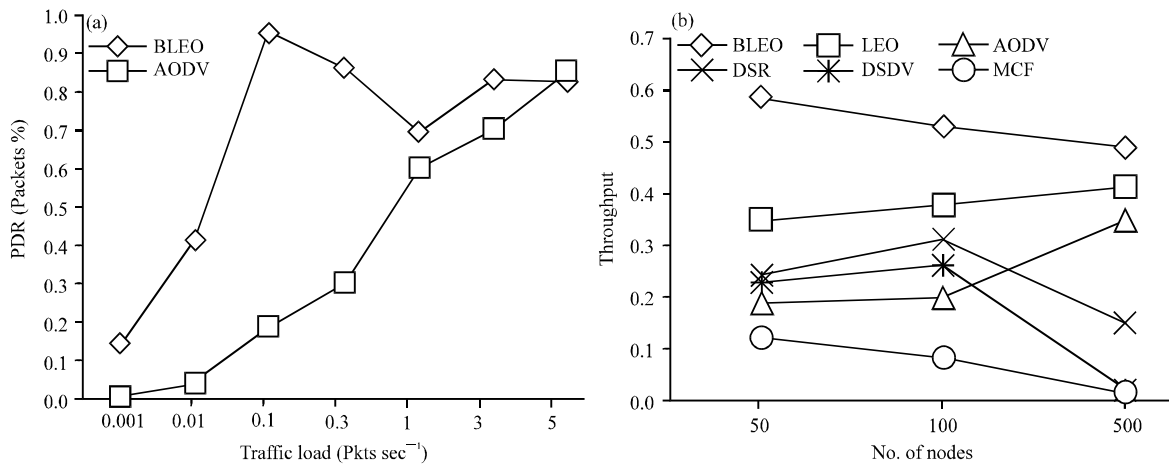 (a)
BLEO
AODV
PDR (Packets %)
1.0
0.9
0.8
0.7
0.6
0.5
0.4
0.3
0.2
0.1
0.0
0.001 0.01 0.1 0.3 1 3 5
Traffic load (Pkts sec⁻¹)
(b)
BLEO LEO AODV
DSR DSDV MCF
Throughput
0.7
0.6
0.5
0.4
0.3
0.2
0.1
0.0
50 100 500
No. of nodes